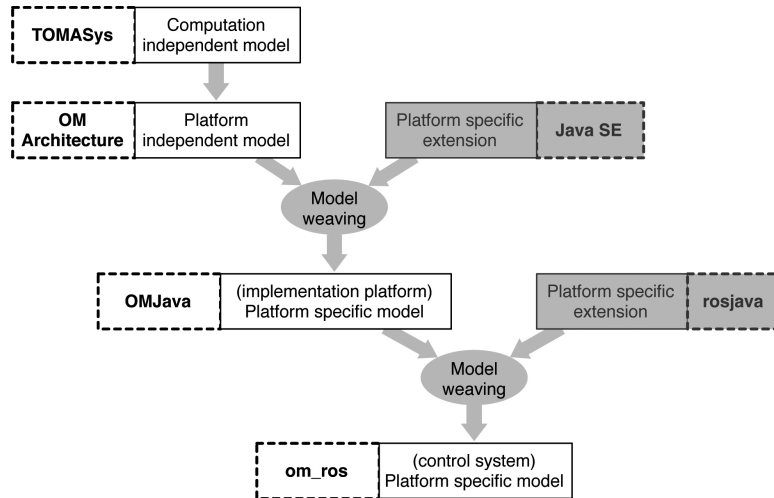 TOMASys
Computation
independent model
OM
Architecture
Platform
independent model
Platform specific
extension
Java SE
Model
weaving
OMJava
(implementation platform)
Platform specific model
Platform specific
extension
rosjava
Model
weaving
om_ros
(control system)
Platform specific model